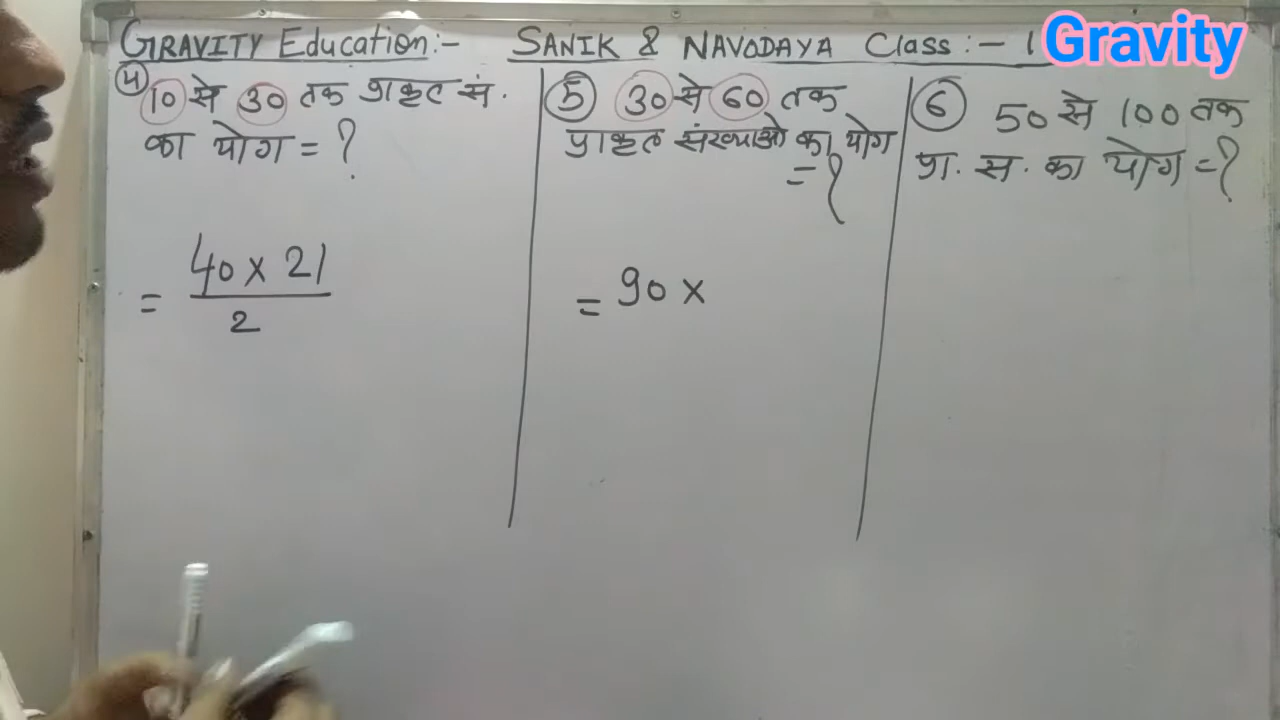 GRAVITY Education:- SANIK & NAVODAYA Class:- 1
Gravity
④ 10 से 30 तक प्राकृत सं.
का योग = ?
= 40 x 21
2
⑤ 30 से 60 तक
प्राकृत संख्याओ का योग
= ?
= 90 x
⑥ 50 से 100 तक
प्रा. स. का योग = ?